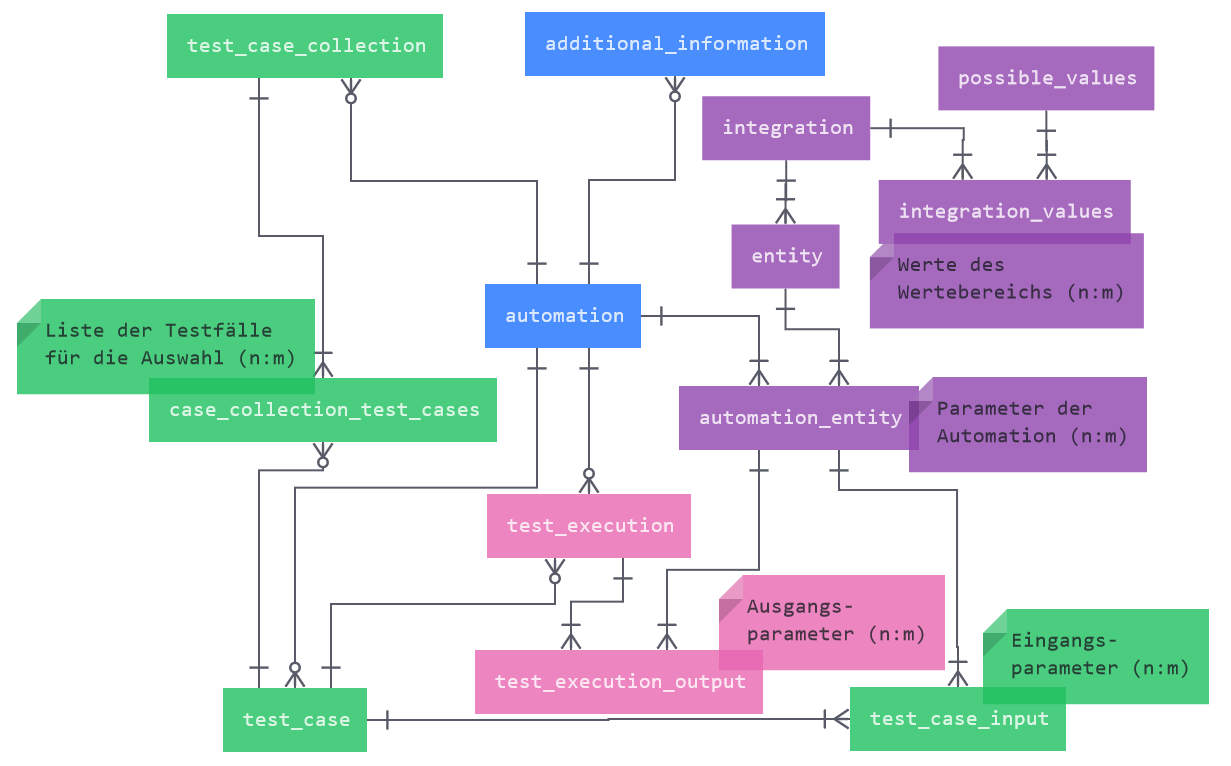 test_case_collection
additional_information
possible_values
integration
integration_values
entity
Werte des
Wertebereichs (n:m)
automation
Liste der Testfälle
für die Auswahl (n:m)
case_collection_test_cases
automation_entity
Parameter der
Automation (n:m)
test_execution
Ausgangs-
parameter (n:m)
Eingangs-
parameter (n:m)
test_execution_output
test_case
test_case_input